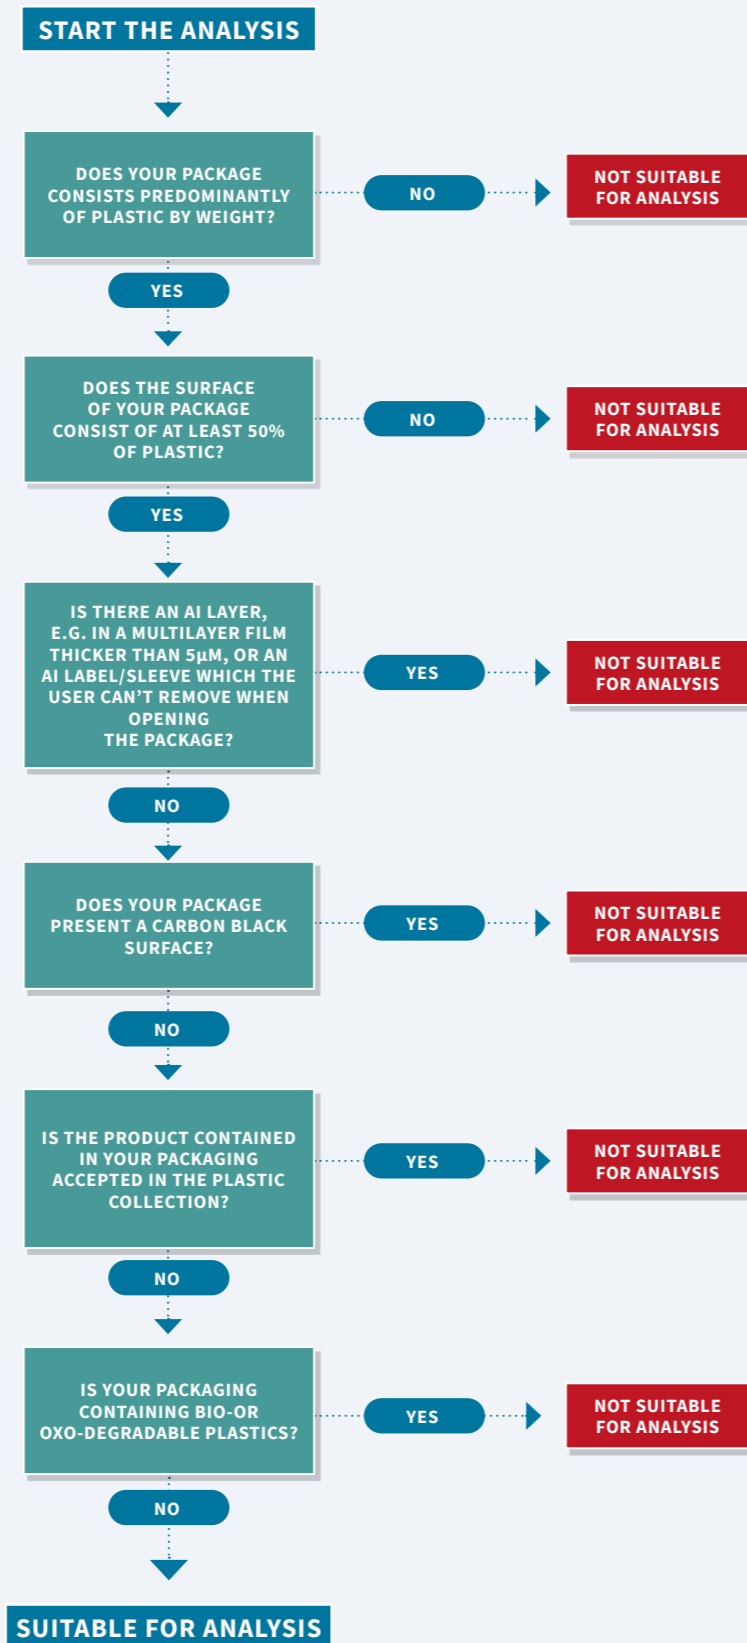 START THE ANALYSIS
DOES YOUR PACKAGE
CONSISTS PREDOMINANTLY
OF PLASTIC BY WEIGHT?
NO
NOT SUITABLE
FOR ANALYSIS
YES
DOES THE SURFACE
OF YOUR PACKAGE
CONSIST OF AT LEAST 50%
OF PLASTIC?
NO
NOT SUITABLE
FOR ANALYSIS
YES
IS THERE AN AI LAYER,
E.G. IN A MULTILAYER FILM
THICKER THAN 5µM, OR AN
AI LABEL/SLEEVE WHICH THE
USER CAN'T REMOVE WHEN
OPENING
THE PACKAGE?
YES
NOT SUITABLE
FOR ANALYSIS
NO
DOES YOUR PACKAGE
PRESENT A CARBON BLACK
SURFACE?
YES
NOT SUITABLE
FOR ANALYSIS
NO
IS THE PRODUCT CONTAINED
IN YOUR PACKAGING
ACCEPTED IN THE PLASTIC
COLLECTION?
YES
NOT SUITABLE
FOR ANALYSIS
NO
IS YOUR PACKAGING
CONTAINING BIO-OR
OXO-DEGRADABLE PLASTICS?
YES
NOT SUITABLE
FOR ANALYSIS
NO
SUITABLE FOR ANALYSIS